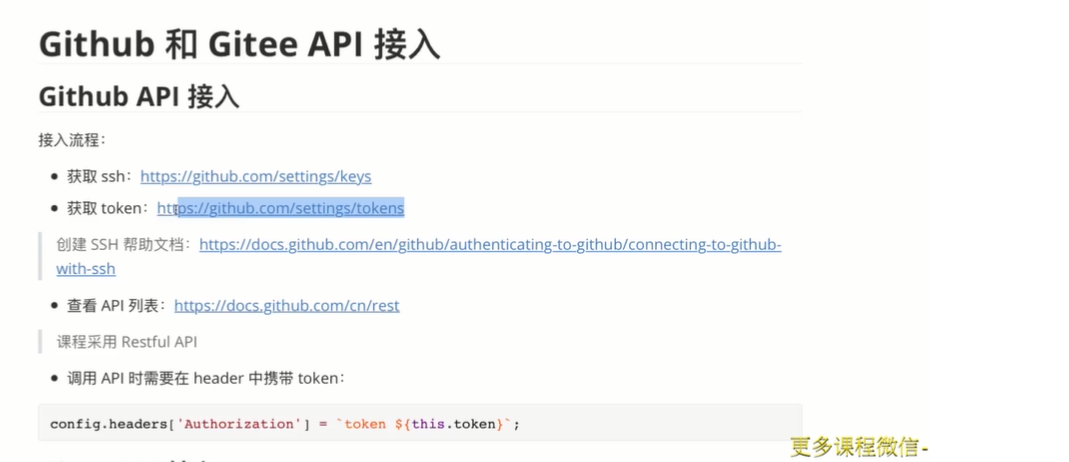 Github 和 Gitee API 接入
Github API 接入
接入流程：
• 获取 ssh：https://github.com/settings/keys
• 获取 token：https://github.com/settings/tokens
创建 SSH 帮助文档：https://docs.github.com/en/github/authenticating-to-github/connecting-to-github-
with-ssh
• 查看 API 列表：https://docs.github.com/cn/rest
课程采用 Restful API
• 调用 API 时需要在 header 中携带 token：
config.headers['Authorization'] = `token ${this.token}`;
更多课程微信-